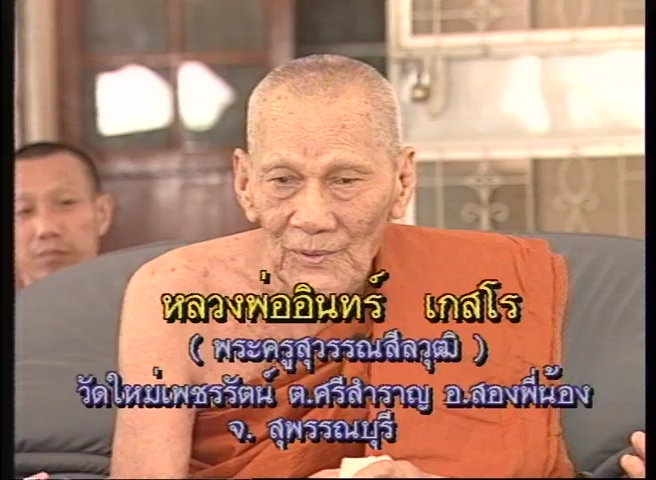 หลวงพ่ออินทร์ เกสโร
( พระครูสุวรรณสีลวุฒิ )
วัดใหม่เพชรรัตน์ ต.ศรีสำราญ อ.สองพี่น้อง
จ. สุพรรณบุรี